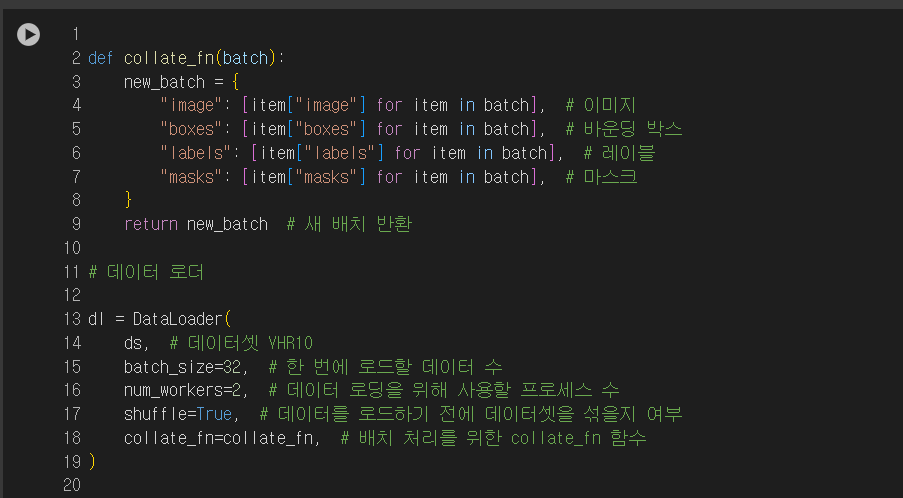 1
2 def collate_fn(batch):
3     new_batch = {
4         "image": [item["image"] for item in batch],  # 이미지
5         "boxes": [item["boxes"] for item in batch],  # 바운딩 박스
6         "labels": [item["labels"] for item in batch],  # 레이블
7         "masks": [item["masks"] for item in batch],  # 마스크
8     }
9     return new_batch  # 새 배치 반환
10
11 # 데이터 로더
12
13 dl = DataLoader(
14     ds,  # 데이터셋 VHR10
15     batch_size=32,  # 한 번에 로드할 데이터 수
16     num_workers=2,  # 데이터 로딩을 위해 사용할 프로세스 수
17     shuffle=True,  # 데이터를 로드하기 전에 데이터셋을 섞을지 여부
18     collate_fn=collate_fn,  # 배치 처리를 위한 collate_fn 함수
19 )
20